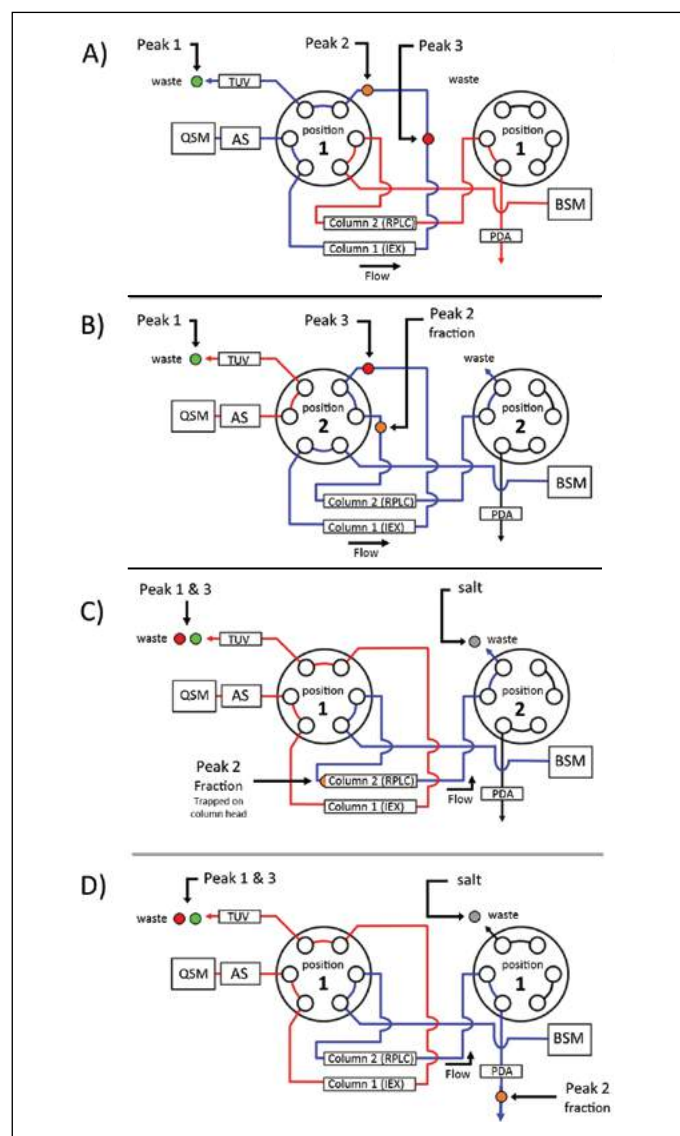 A)
Peak 1
Peak 2
Peak 3
waste
TUV
waste
QSM
AS
position
1
position
1
BSM
Column 2 (RPLC)
PDA
Column 1 (IEX)
Flow
B)
Peak 1
Peak 3
Peak 2
fraction
waste
TUV
waste
QSM
AS
position
2
position
2
BSM
Column 2 (RPLC)
PDA
Column 1 (IEX)
Flow
C)
Peak 1 & 3
salt
waste
TUV
waste
QSM
AS
position
1
position
2
BSM
Peak 2
Fraction
Trapped on
column head
Column 2 (RPLC)
Flow
PDA
Column 1 (IEX)
D)
Peak 1 & 3
salt
waste
TUV
waste
QSM
AS
position
1
position
1
BSM
Column 2 (RPLC)
Flow
PDA
Column 1 (IEX)
Peak 2
fraction